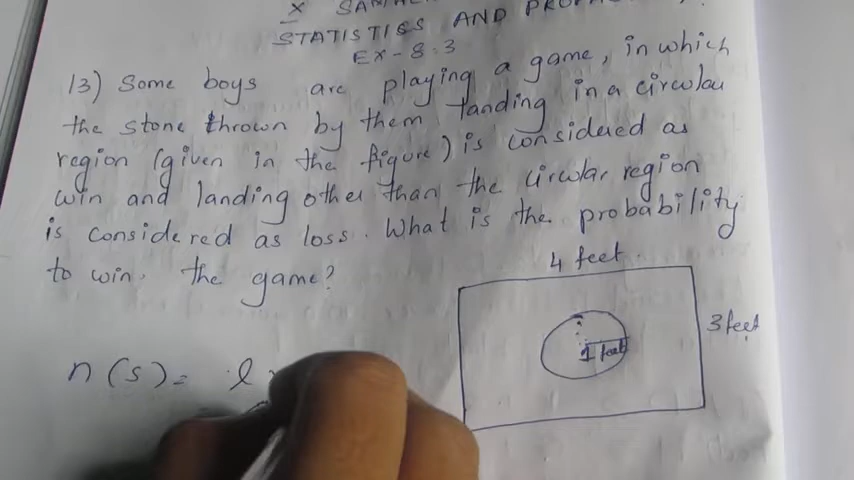 STATISTICS AND
EX-8.3
13) Some boys are playing a game, in which
the stone thrown by them landing in a circular
region (given in the figure) is considered as
win and landing other than the circular region
is considered as loss. What is the probability
to win. the game?
4 feet.
3 feet
1 feet
n(s) = l